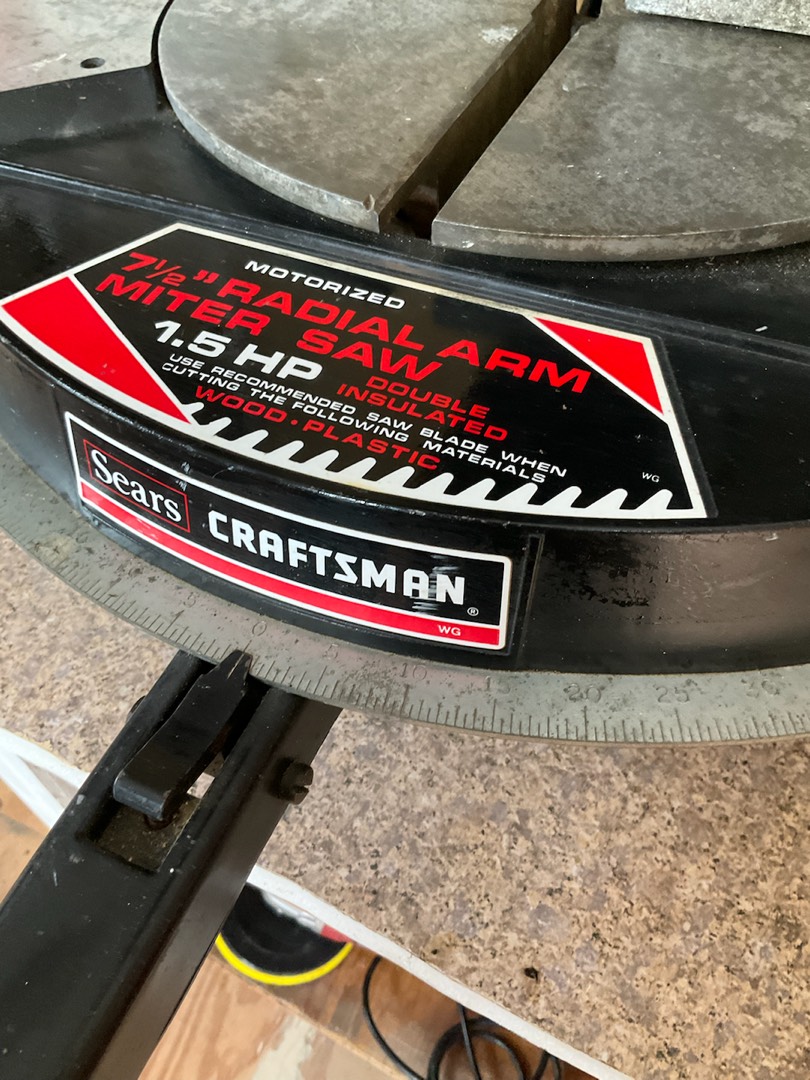 MOTORIZED
7½" RADIAL ARM
MITER SAW
1.5 HP DOUBLE
INSULATED
USE RECOMMENDED SAW BLADE WHEN
CUTTING THE FOLLOWING MATERIALS
WOOD • PLASTIC
WG
Sears CRAFTSMAN®
WG
5 0 5 10 15 20 25 30